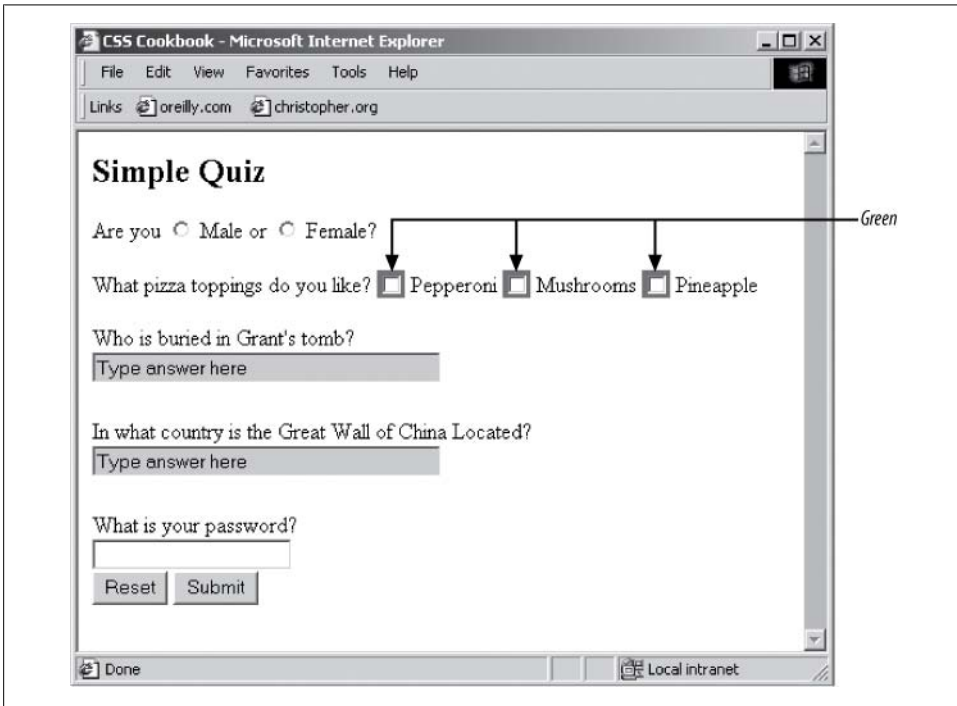 CSS Cookbook - Microsoft Internet Explorer
File Edit View Favorites Tools Help
Links oreilly.com christopher.org
Simple Quiz
Are you Male or Female?
Green
What pizza toppings do you like? Pepperoni Mushrooms Pineapple
Who is buried in Grant's tomb?
Type answer here
In what country is the Great Wall of China Located?
Type answer here
What is your password?
Reset Submit
Done Local intranet